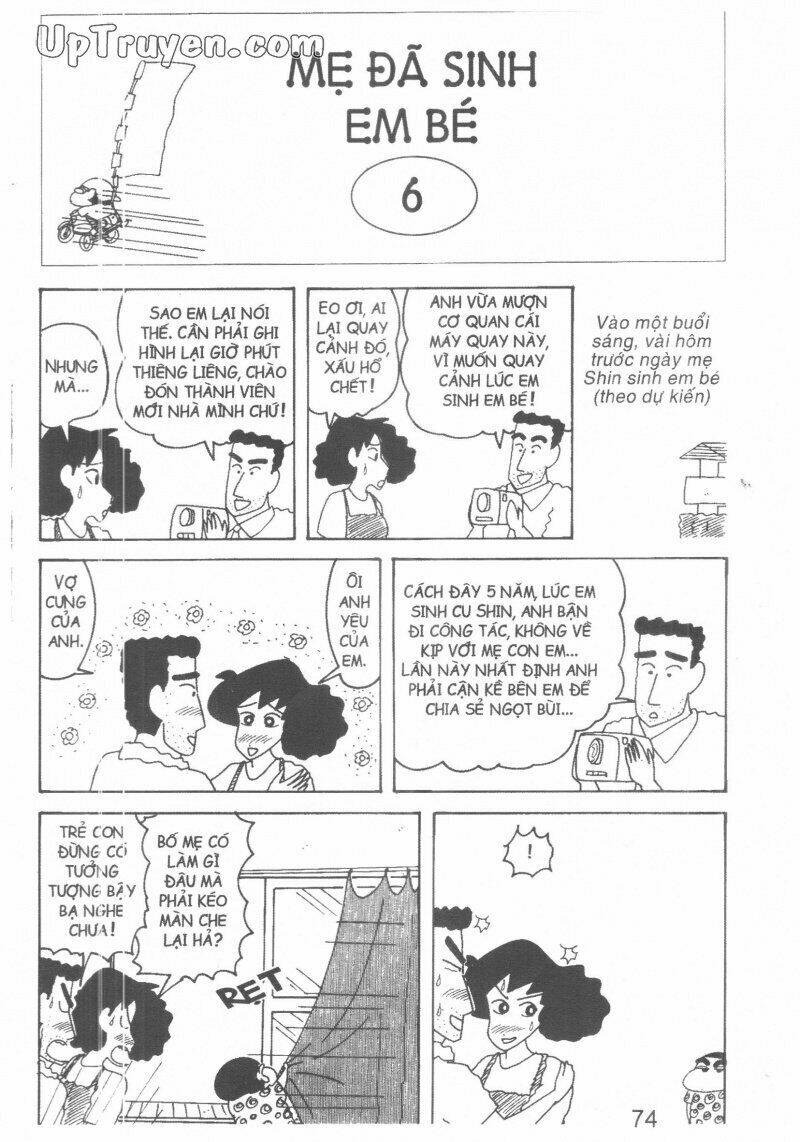 UpTruyen.com
MẸ ĐÃ SINH
EM BÉ
6
Vào một buổi
sáng, vài hôm
trước ngày mẹ
Shin sinh em bé
(theo dự kiến)
ANH VỪA MƯỢN
CƠ QUAN CÁI
MÁY QUAY NÀY,
VÌ MUỐN QUAY
CẢNH LÚC EM
SINH EM BÉ!
EO ƠI, AI
LẠI QUAY
CẢNH ĐÓ,
XẤU HỔ
CHẾT!
SAO EM LẠI NÓI
THẾ. CẦN PHẢI GHI
HÌNH LẠI GIỜ PHÚT
THIÊNG LIÊNG, CHÀO
ĐÓN THÀNH VIÊN
MỚI NHÀ MÌNH CHỨ!
NHƯNG
MÀ...
CÁCH ĐÂY 5 NĂM, LÚC EM
SINH CU SHIN, ANH BẬN
ĐI CÔNG TÁC, KHÔNG VỀ
KỊP VỚI MẸ CON EM...
LẦN NÀY NHẤT ĐỊNH ANH
PHẢI CẬN KỀ BÊN EM ĐỂ
CHIA SẺ NGỌT BÙI...
ÔI ANH
YÊU
CỦA
EM.
VỢ
CƯNG
CỦA
ANH.
!
BỐ MẸ CÓ
LÀM GÌ
ĐÂU MÀ
PHẢI KÉO
MÀN CHE
LẠI HẢ?
TRẺ CON
ĐỪNG CÓ
TƯỞNG
TƯỢNG BẬY
BẠ NGHE
CHƯA!
RẸT
74